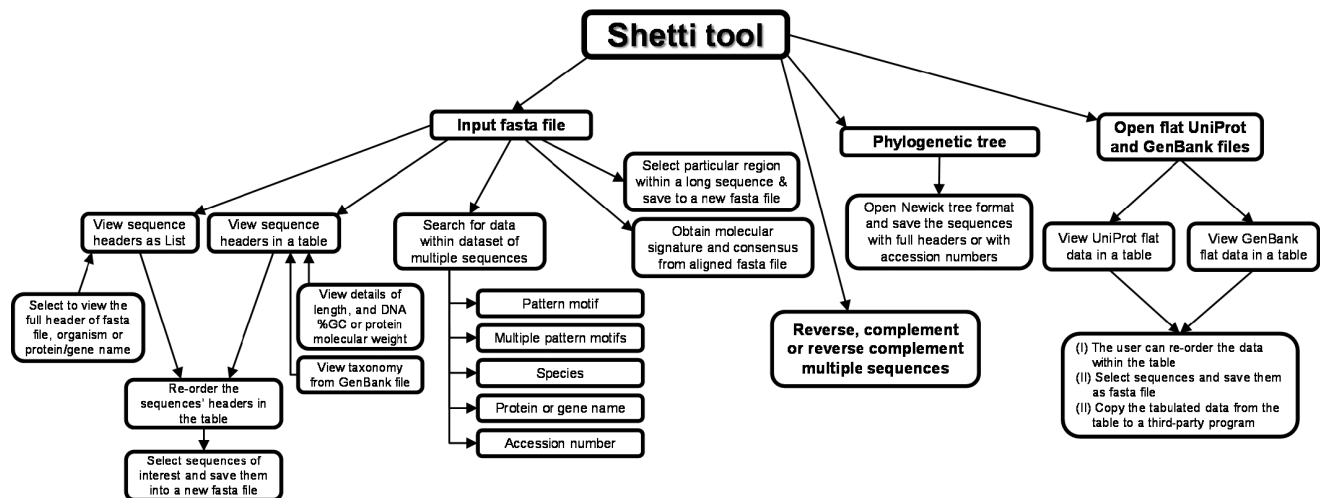 Shetti tool
Input fasta file
Phylogenetic tree
Open flat UniProt
and GenBank files
Select particular region
within a long sequence &
save to a new fasta file
View sequence
headers as List
View sequence
headers in a table
Search for data
within dataset of
multiple sequences
Obtain molecular
signature and consensus
from aligned fasta file
Open Newick tree format
and save the sequences
with full headers or with
accession numbers
View UniProt flat
data in a table
View GenBank
flat data in a table
Select to view the
full header of fasta
file, organism or
protein/gene name
View details of
length, and DNA
%GC or protein
molecular weight
View taxonomy
from GenBank file
Pattern motif
Multiple pattern motifs
Species
Protein or gene name
Accession number
Reverse, complement
or reverse complement
multiple sequences
(I) The user can re-order the data
within the table
(II) Select sequences and save them
as fasta file
(II) Copy the tabulated data from the
table to a third-party program
Re-order the
sequences' headers in
the table
Select sequences of
interest and save them
into a new fasta file